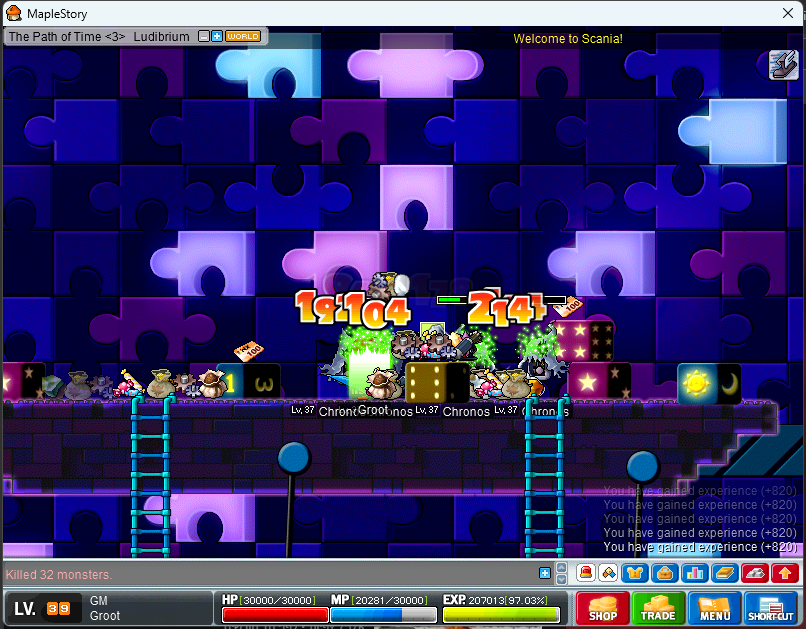 MapleStory
The Path of Time <3> Ludibrium
WORLD
Welcome to Scania!
100
100
Lv. 37 Chronos
Groot
Lv. 37 Chronos
Lv. 37 Chronos
You have gained experience (+820)
You have gained experience (+820)
You have gained experience (+820)
You have gained experience (+820)
You have gained experience (+820)
Killed 32 monsters.
LV. 39
GM
Groot
HP [30000/30000] MP [20281/30000] EXP. 207013[97.03%]
SHOP
TRADE
MENU
SHORTCUT